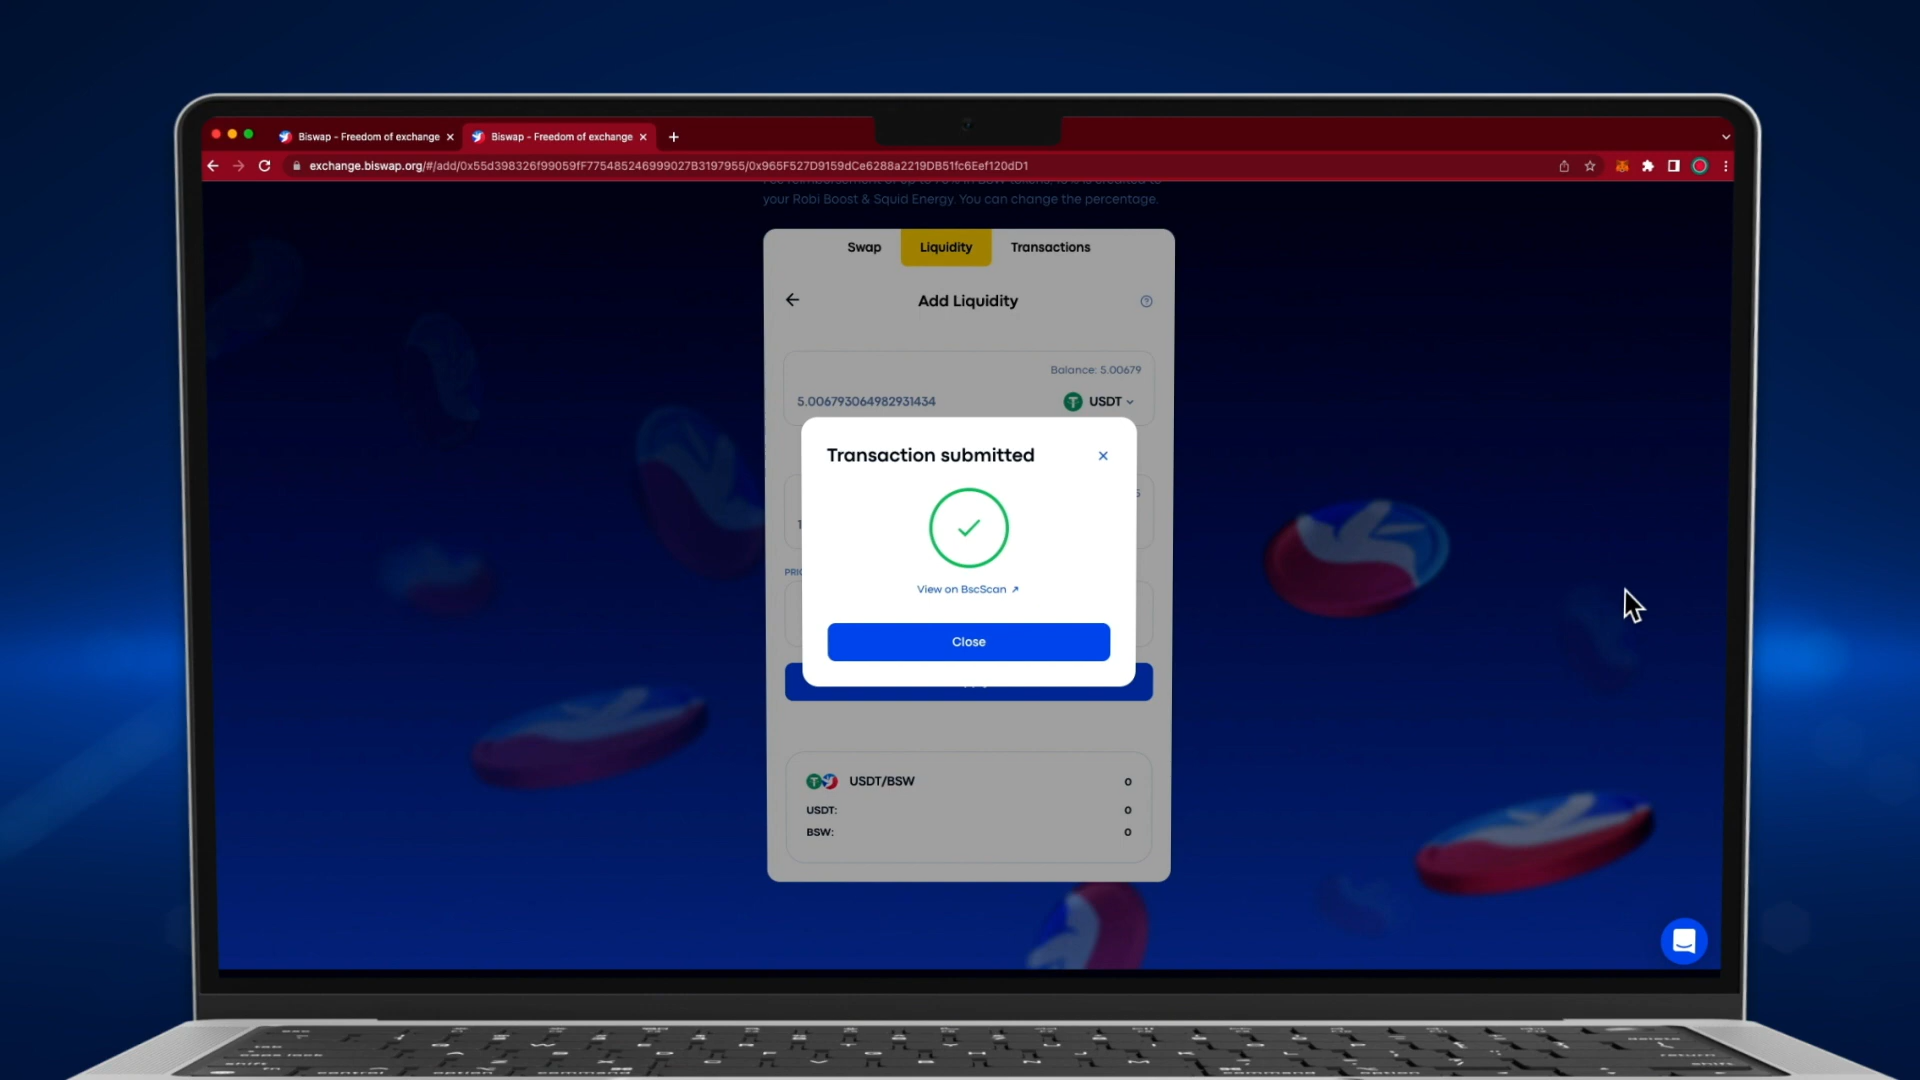 Biswap - Freedom of exchange
Biswap - Freedom of exchange
exchange.biswap.org/#/add/0x55d398326f99059fF775485246999027B3197955/0x965F527D9159dCe6288a2219DB51fc6Eef120dD1
your Robi Boost & Squid Energy. You can change the percentage.
Swap Liquidity Transactions
Add Liquidity
Balance: 5.00679
5.006793064982931434 USDT
Transaction submitted
View on BscScan
Close
USDT/BSW 0
USDT: 0
BSW: 0